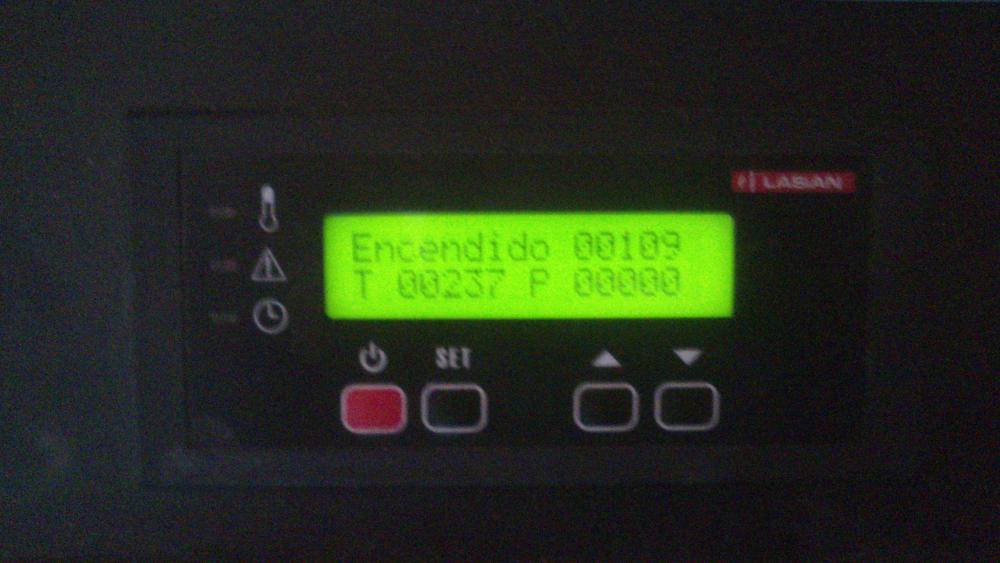 LASIAN
Encendido 00109
T 00237 P 00000
SET